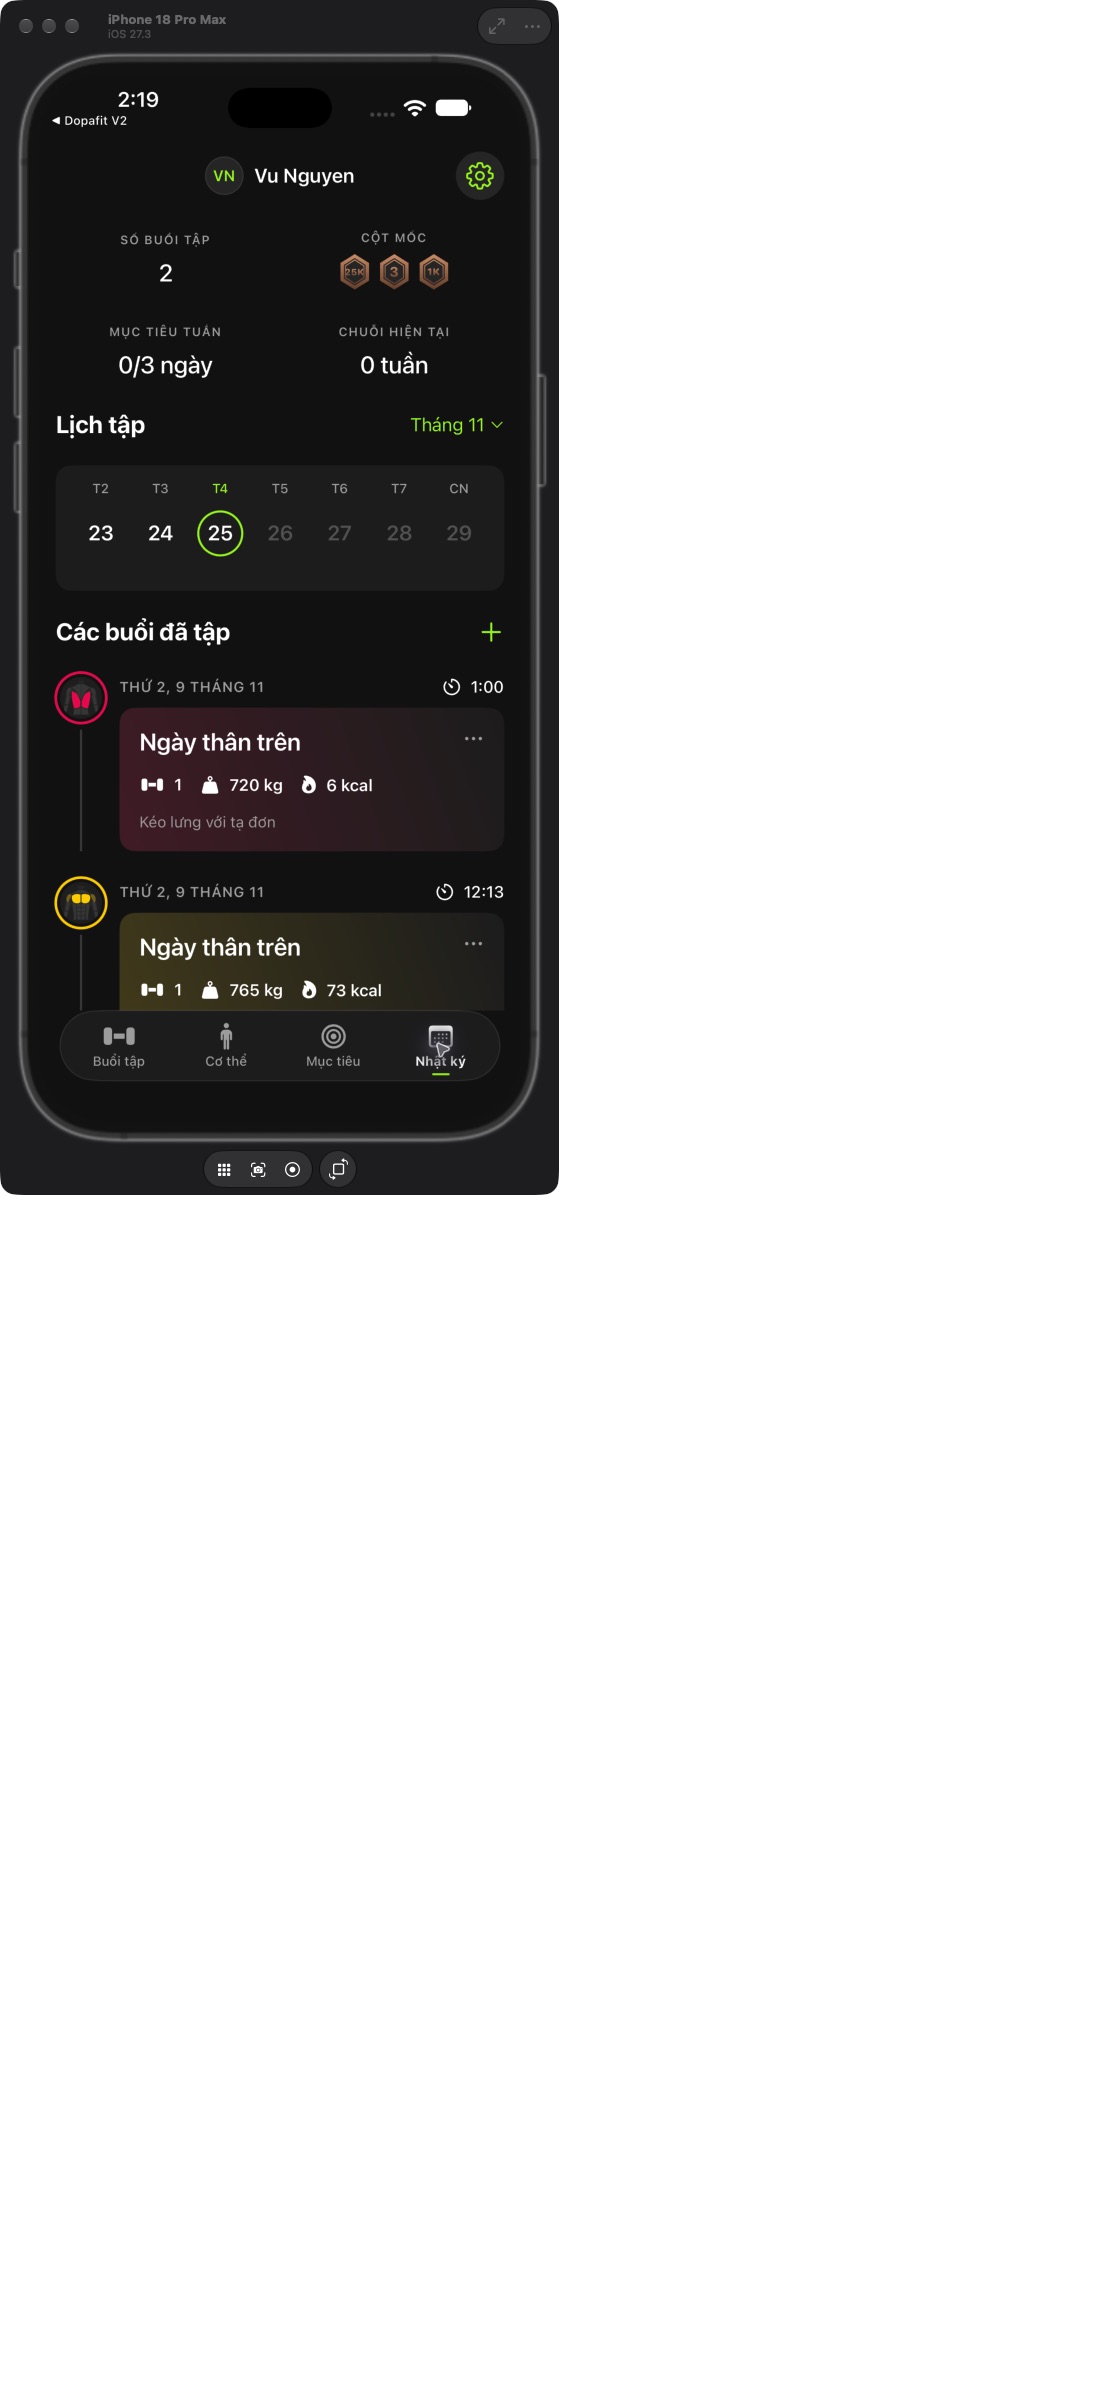 iPhone 18 Pro Max
iOS 27.3
2:19
◀ Dopafit V2
VN Vu Nguyen
SỐ BUỔI TẬP
2
CỘT MỐC
25K 3 1K
MỤC TIÊU TUẦN
0/3 ngày
CHUỖI HIỆN TẠI
0 tuần
Lịch tập
Tháng 11
T2 T3 T4 T5 T6 T7 CN
23 24 25 26 27 28 29
Các buổi đã tập
THỨ 2, 9 THÁNG 11 1:00
Ngày thân trên
1 720 kg 6 kcal
Kéo lưng với tạ đơn
THỨ 2, 9 THÁNG 11 12:13
Ngày thân trên
1 765 kg 73 kcal
Buổi tập Cơ thể Mục tiêu Nhật ký